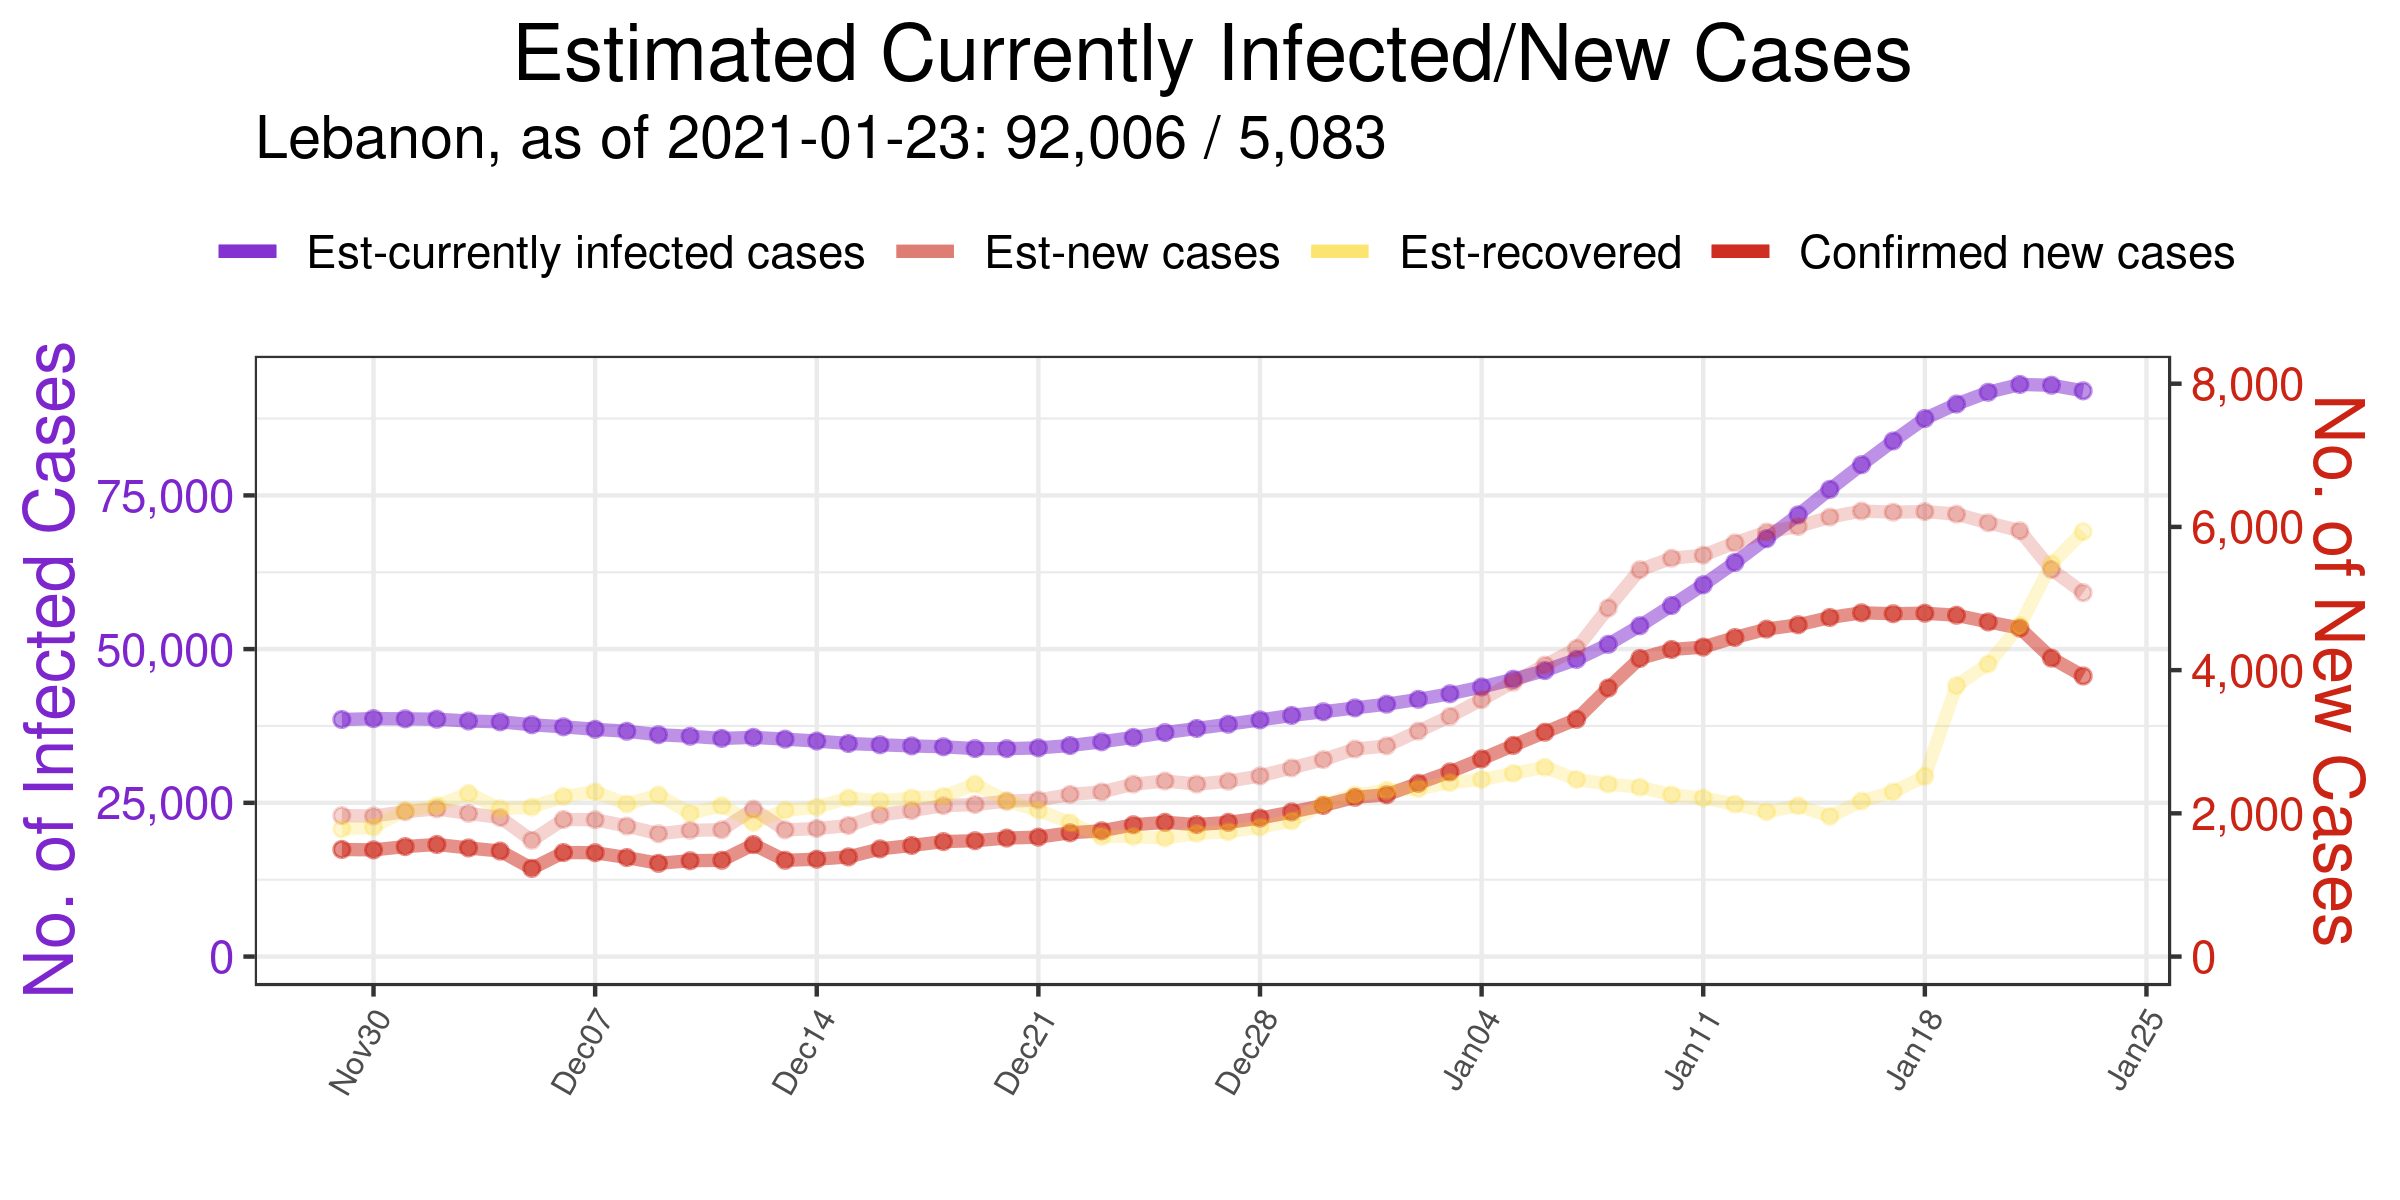 Estimated Currently Infected/New Cases
Lebanon, as of 2021-01-23: 92,006 / 5,083
Est-currently infected cases Est-new cases Est-recovered Confirmed new cases
No. of Infected Cases
75,000
50,000
25,000
0
8,000
6,000
4,000
2,000
0
No. of New Cases
Nov30 Dec07 Dec14 Dec21 Dec28 Jan04 Jan11 Jan18 Jan25